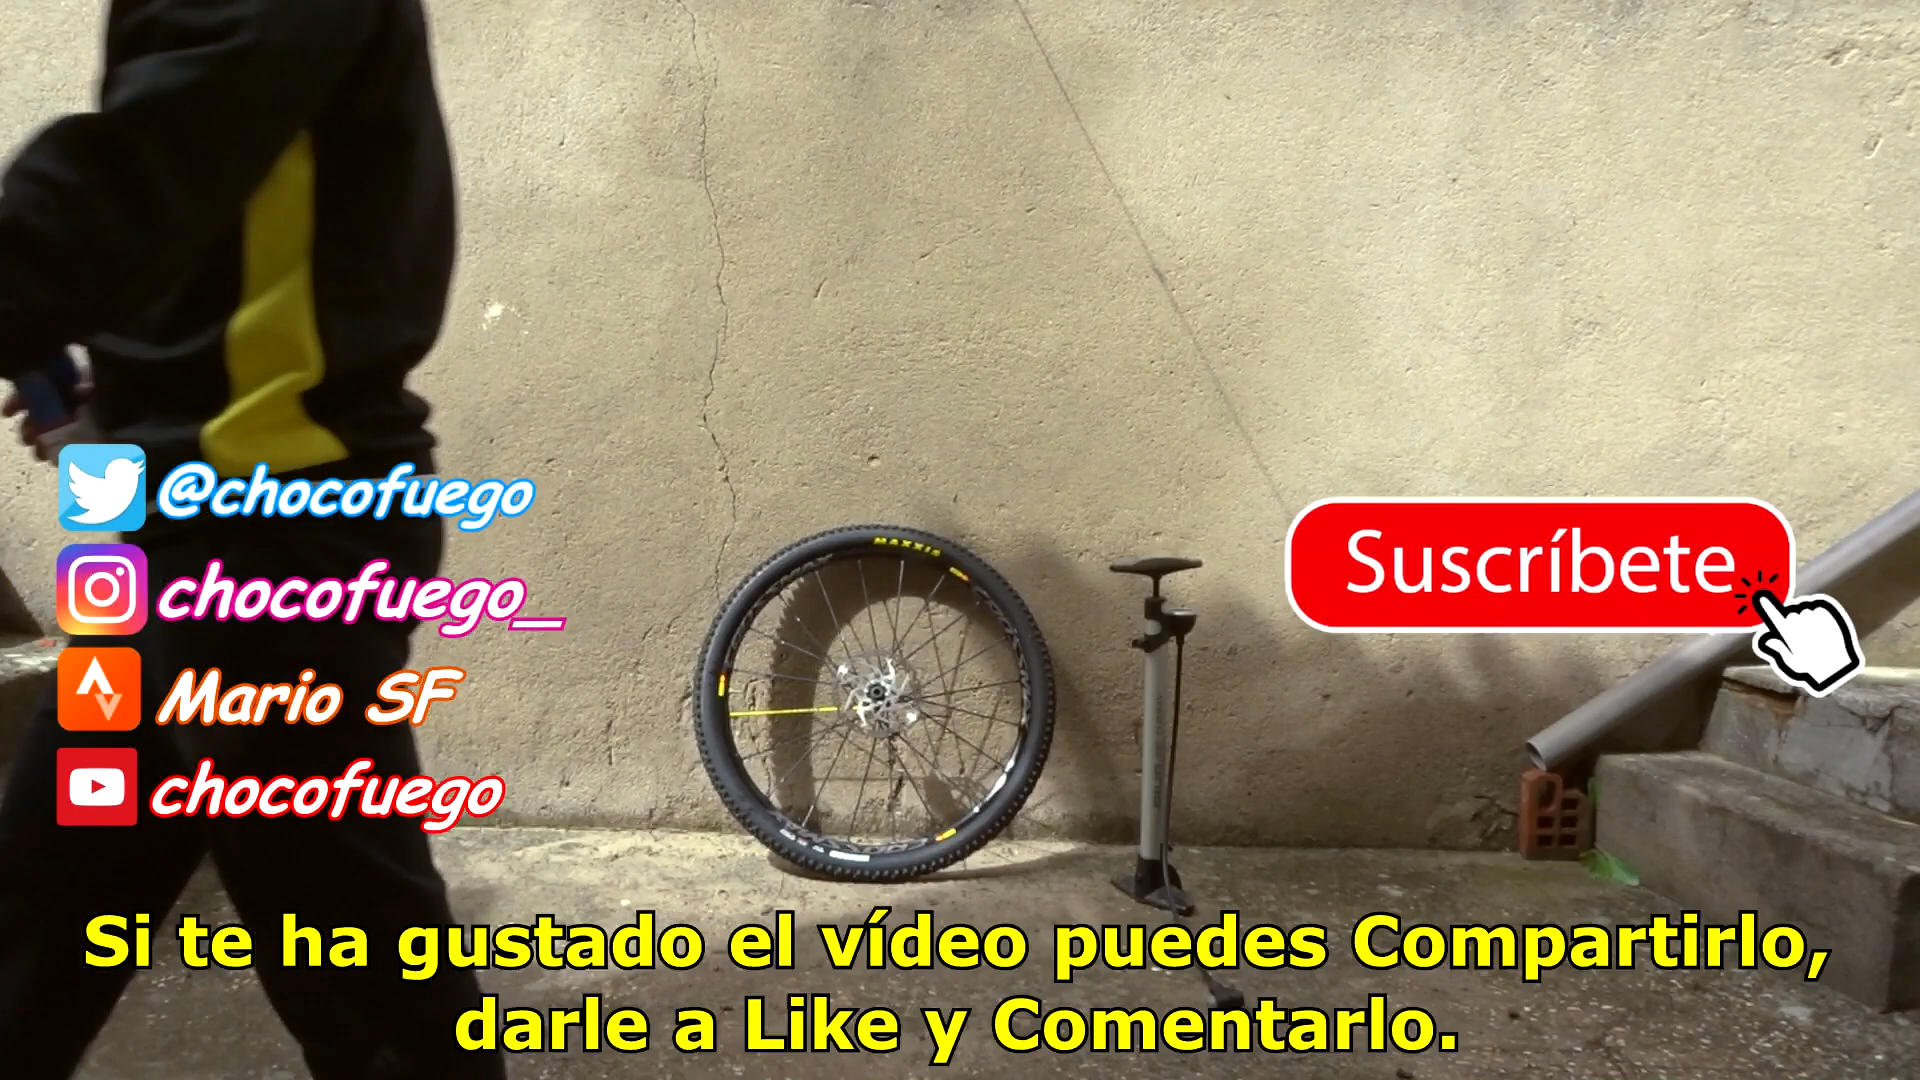 @chocofuego
chocofuego_
Mario SF
chocofuego
MAXXIS
Suscríbete
Si te ha gustado el vídeo puedes Compartirlo,
darle a Like y Comentarlo.